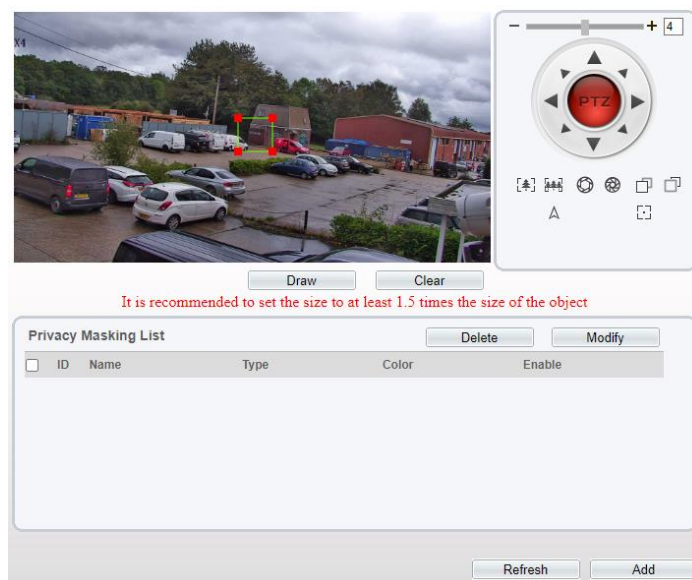 4
X4
PTZ
Draw Clear
It is recommended to set the size to at least 1.5 times the size of the object
Privacy Masking List Delete Modify
ID Name Type Color Enable
Refresh Add